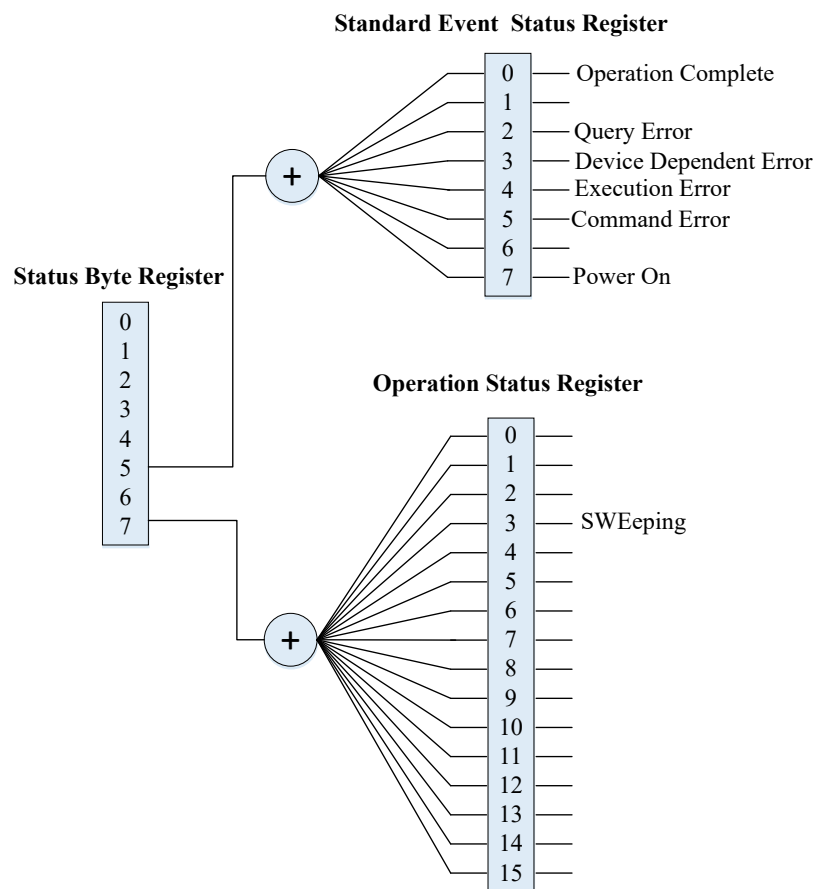 Standard Event Status Register
0 Operation Complete
1
2 Query Error
3 Device Dependent Error
+
4 Execution Error
5 Command Error
6
7 Power On
Status Byte Register
0
1
2
3
4
5
6
7
Operation Status Register
0
1
2
3 SWEeping
4
5
6
7
+
8
9
10
11
12
13
14
15